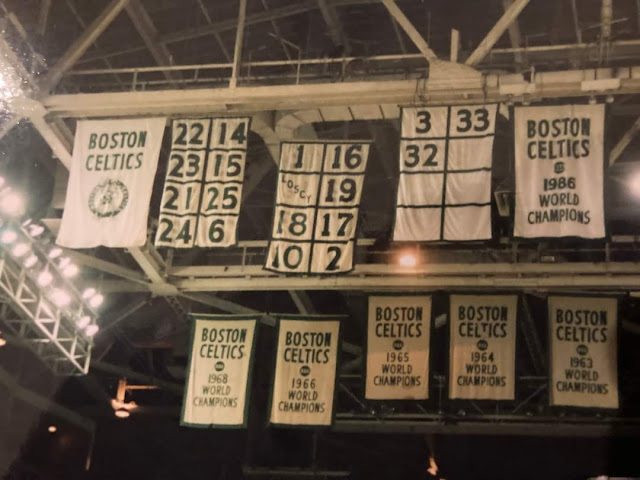 BOSTON
CELTICS
22 14
23 15
21 25
24 6
1 16
LOSCY 19
18 17
10 2
3 33
32
BOSTON
CELTICS
1986
WORLD
CHAMPIONS
BOSTON
CELTICS
1968
WORLD
CHAMPIONS
BOSTON
CELTICS
1966
WORLD
CHAMPIONS
BOSTON
CELTICS
1965
WORLD
CHAMPIONS
BOSTON
CELTICS
1964
WORLD
CHAMPIONS
BOSTON
CELTICS
1963
WORLD
CHAMPIONS